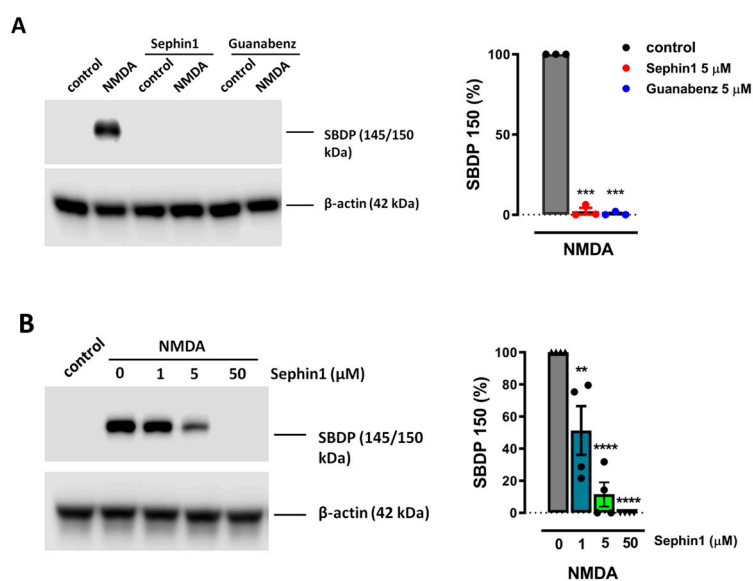 A
Sephin1
Guanabenz
control
NMDA
control
NMDA
control
NMDA
SBDP (145/150
kDa)
β-actin (42 kDa)
SBDP 150 (%)
100
50
0
***
***
NMDA
control
Sephin1 5 μM
Guanabenz 5 μM
B
control
NMDA
0 1 5 50 Sephin1 (μM)
SBDP (145/150
kDa)
β-actin (42 kDa)
SBDP 150 (%)
100
80
60
40
20
0
**
****
****
0 1 5 50 Sephin1 (μM)
NMDA